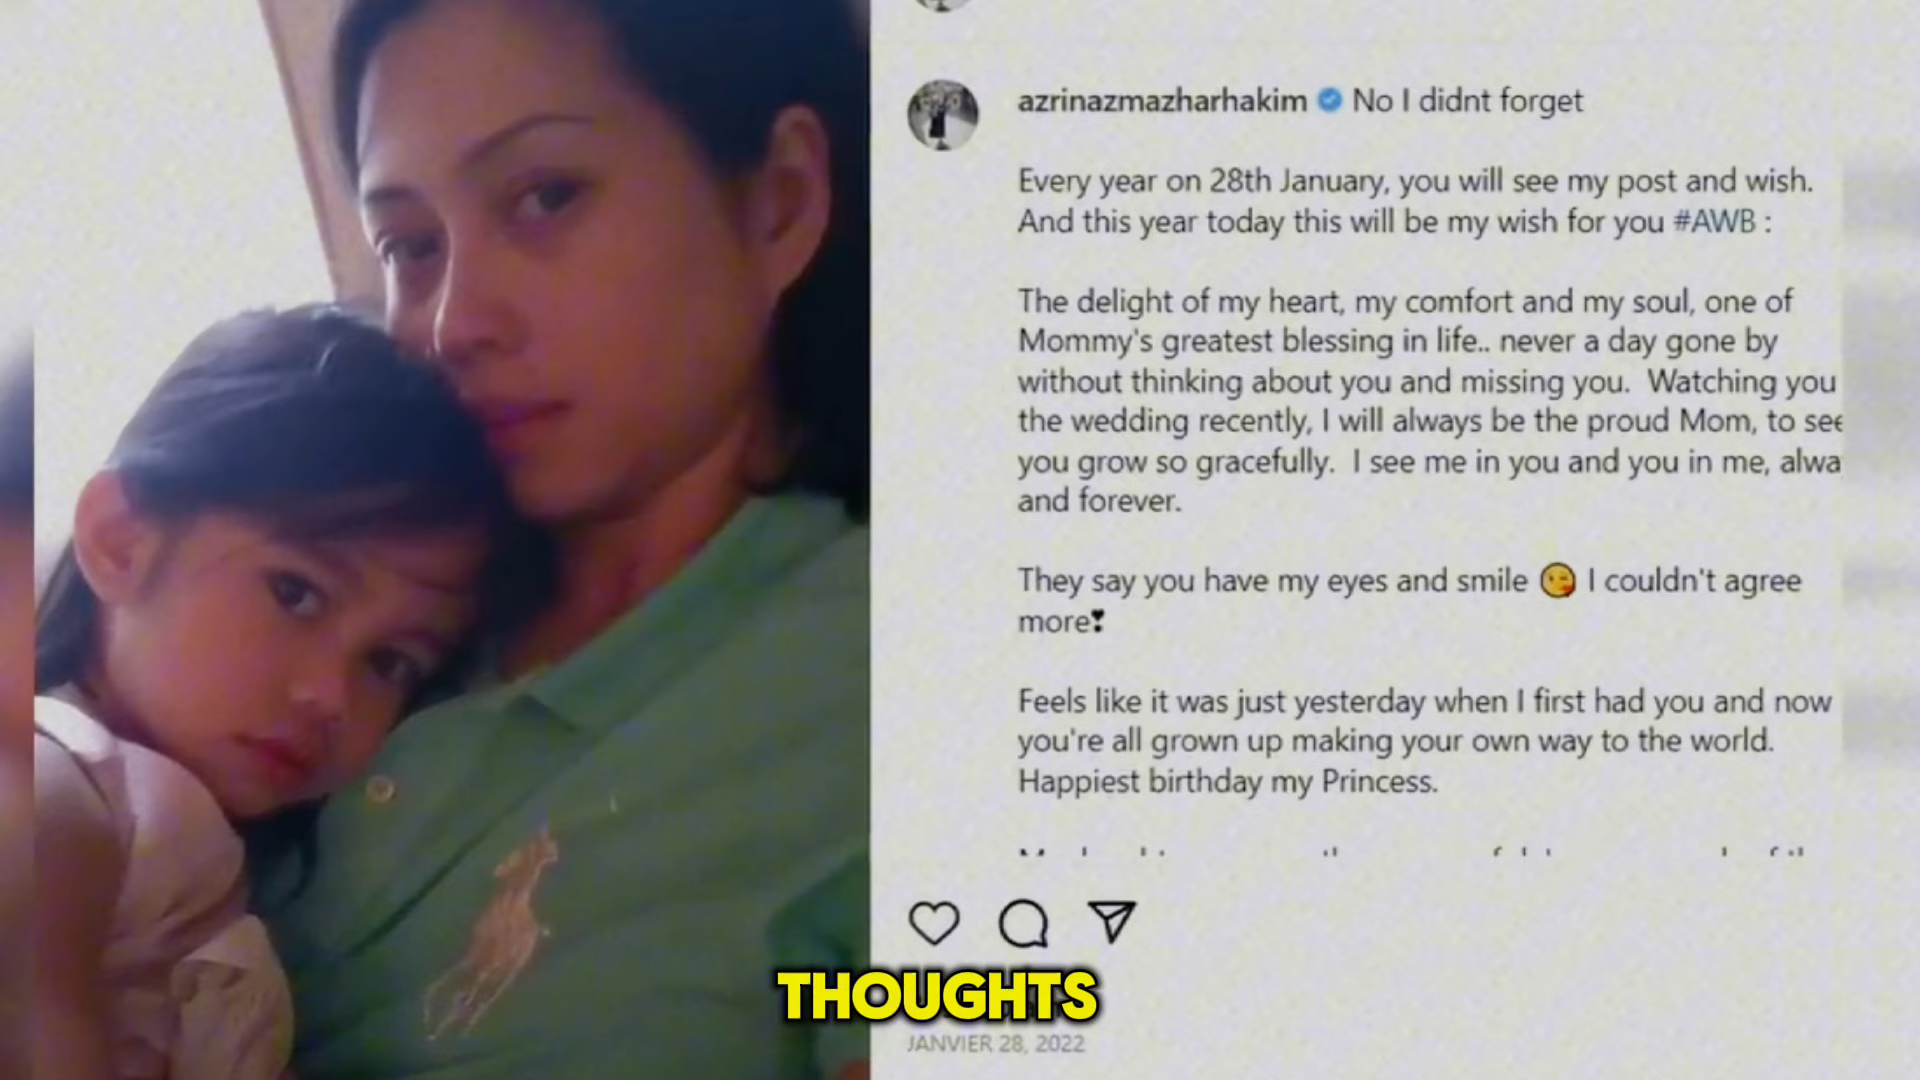 azrinazmazharhakim No I didnt forget
Every year on 28th January, you will see my post and wish.
And this year today this will be my wish for you #AWB :
The delight of my heart, my comfort and my soul, one of
Mommy's greatest blessing in life.. never a day gone by
without thinking about you and missing you. Watching you
the wedding recently, I will always be the proud Mom, to see
you grow so gracefully. I see me in you and you in me, alwa
and forever.
They say you have my eyes and smile 😘 I couldn't agree
more❣
Feels like it was just yesterday when I first had you and now
you're all grown up making your own way to the world.
Happiest birthday my Princess.
THOUGHTS
JANVIER 28, 2022